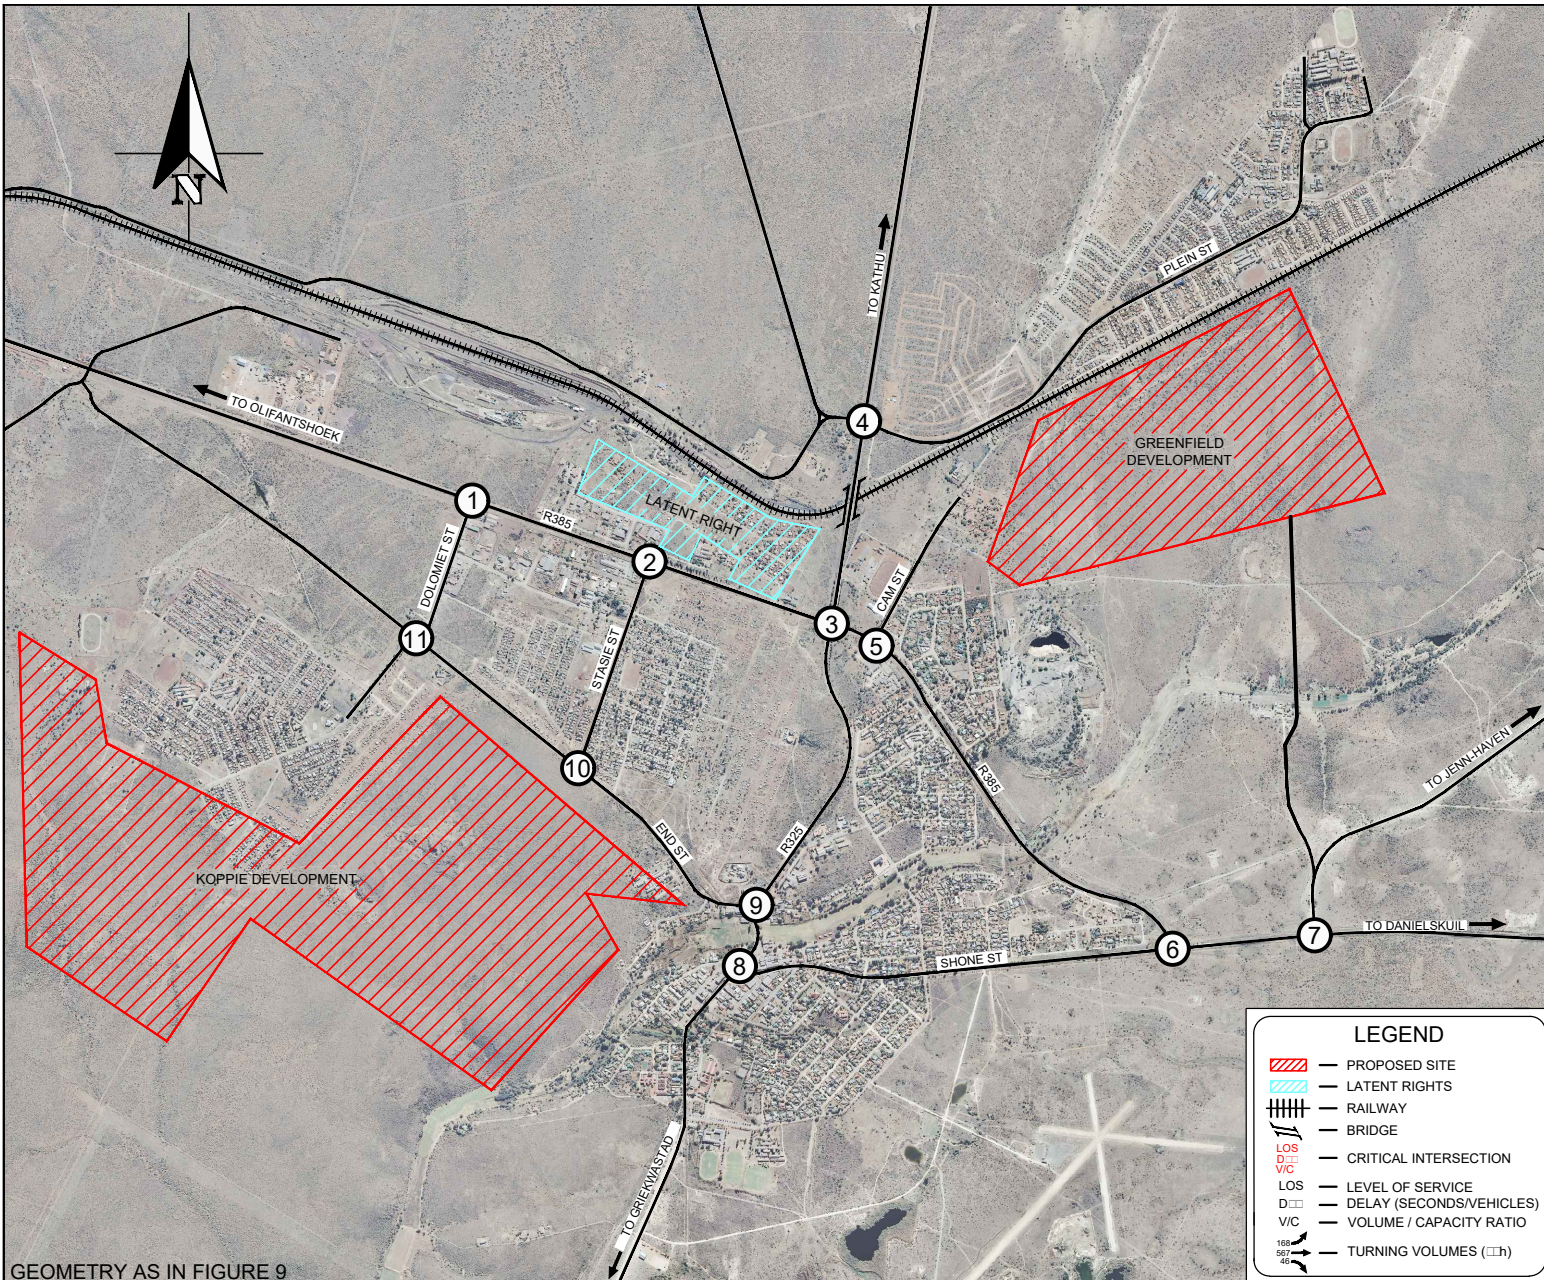 N
TO KATHU
PLEIN ST
TO OLIFANTSHOEK
4
GREENFIELD
DEVELOPMENT
1
R385
LATENT RIGHT
DOLOMIET ST
2
CAM ST
3
5
11
STASIE ST
10
R385
TO JENN-HAVEN
END ST
R325
KOPPIE DEVELOPMENT
9
TO DANIELSKUIL
7
6
SHONE ST
8
TO GRIEKWASTAD
LEGEND
PROPOSED SITE
LATENT RIGHTS
RAILWAY
BRIDGE
LOS
D□□
V/C
CRITICAL INTERSECTION
LOS LEVEL OF SERVICE
D□□ DELAY (SECONDS/VEHICLES)
V/C VOLUME / CAPACITY RATIO
168
567
46
TURNING VOLUMES (□□h)
GEOMETRY AS IN FIGURE 9